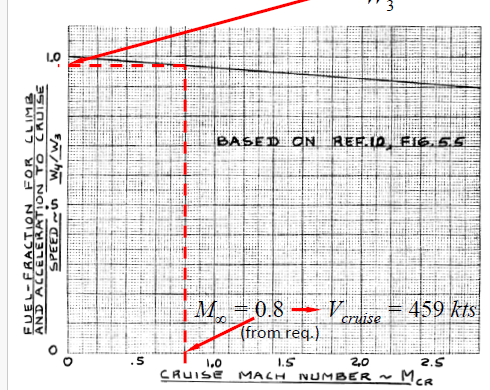 W3
1.0
BASED ON REF.10, FIG. 5.5
FUEL-FRACTION FOR CLIMB
AND ACCELERATION TO CRUISE
SPEED ~ W4/W3
.5
M∞ = 0.8 → Vcruise = 459 kts
(from req.)
0
0 .5 1.0 1.5 2.0 2.5
CRUISE MACH NUMBER ~ MCR